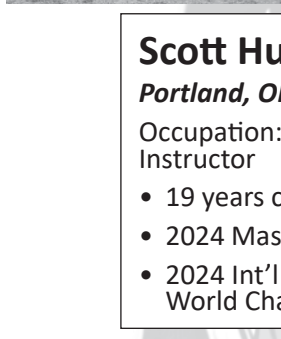 Scott Hu
Portland, O
Occupation:
Instructor
• 19 years o
• 2024 Mas
• 2024 Int'l
World Cha